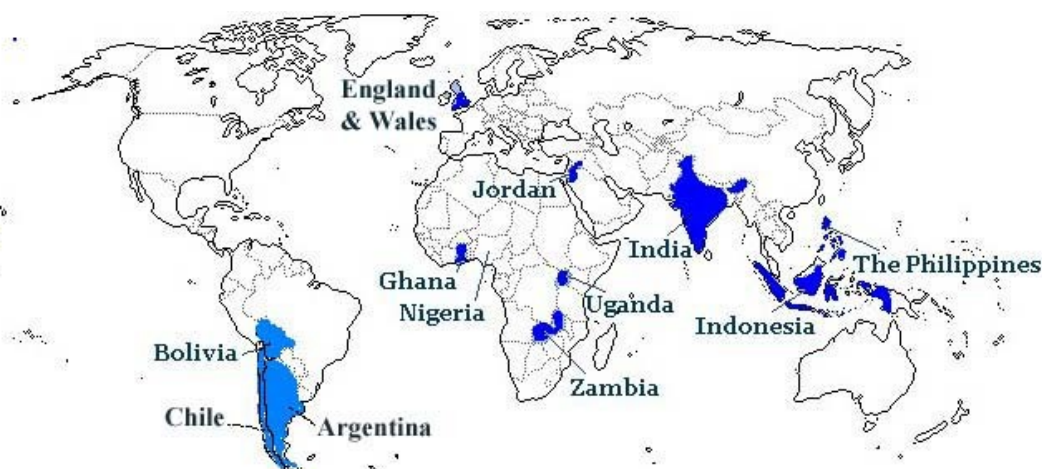 England
& Wales
Jordan
India
Ghana
The Philippines
Nigeria
Uganda
Indonesia
Bolivia
Zambia
Chile
Argentina